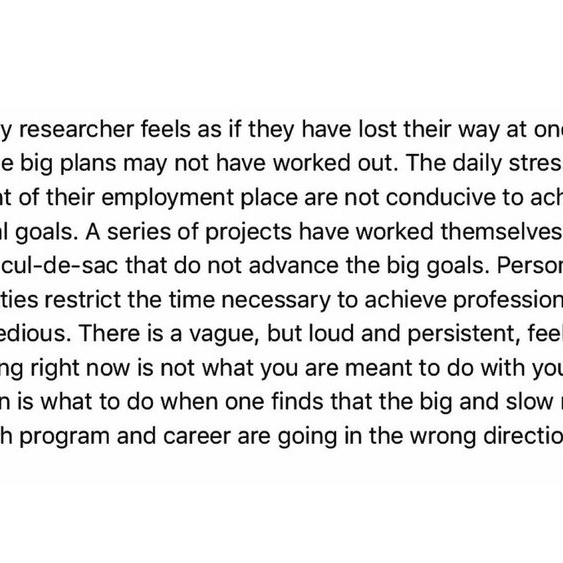 y researcher feels as if they have lost their way at on
e big plans may not have worked out. The daily stres
t of their employment place are not conducive to ach
l goals. A series of projects have worked themselves
cul-de-sac that do not advance the big goals. Person
ties restrict the time necessary to achieve profession
edious. There is a vague, but loud and persistent, feel
ng right now is not what you are meant to do with you
n is what to do when one finds that the big and slow
h program and career are going in the wrong directio